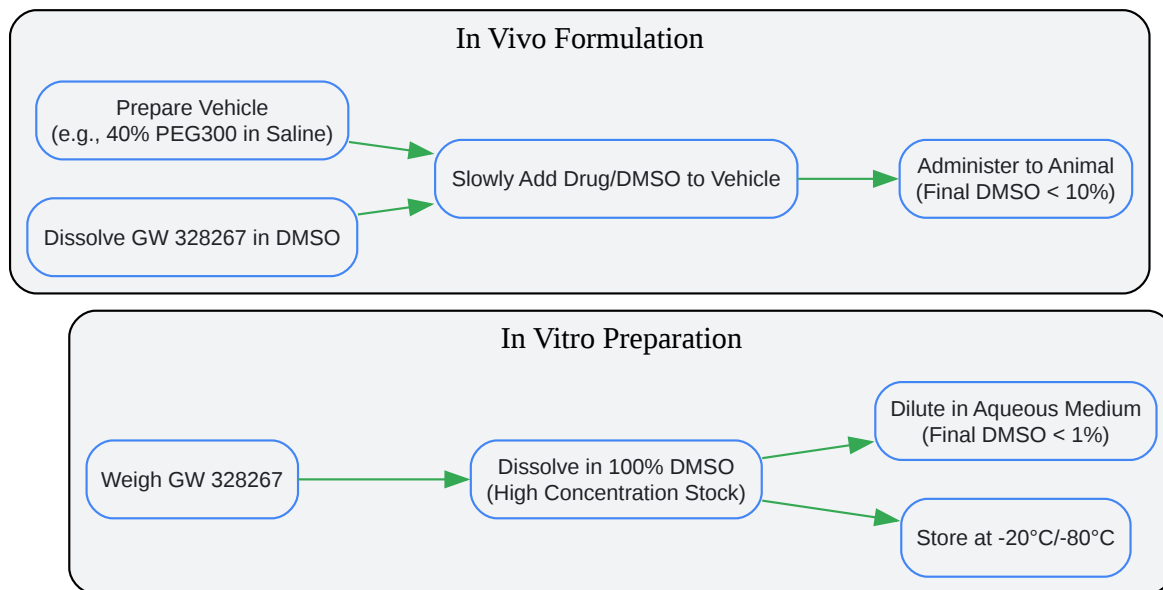 In Vivo Formulation
Prepare Vehicle
(e.g., 40% PEG300 in Saline)
Dissolve GW 328267 in DMSO
Slowly Add Drug/DMSO to Vehicle
Administer to Animal
(Final DMSO < 10%)
In Vitro Preparation
Weigh GW 328267
Dissolve in 100% DMSO
(High Concentration Stock)
Dilute in Aqueous Medium
(Final DMSO < 1%)
Store at -20°C/-80°C